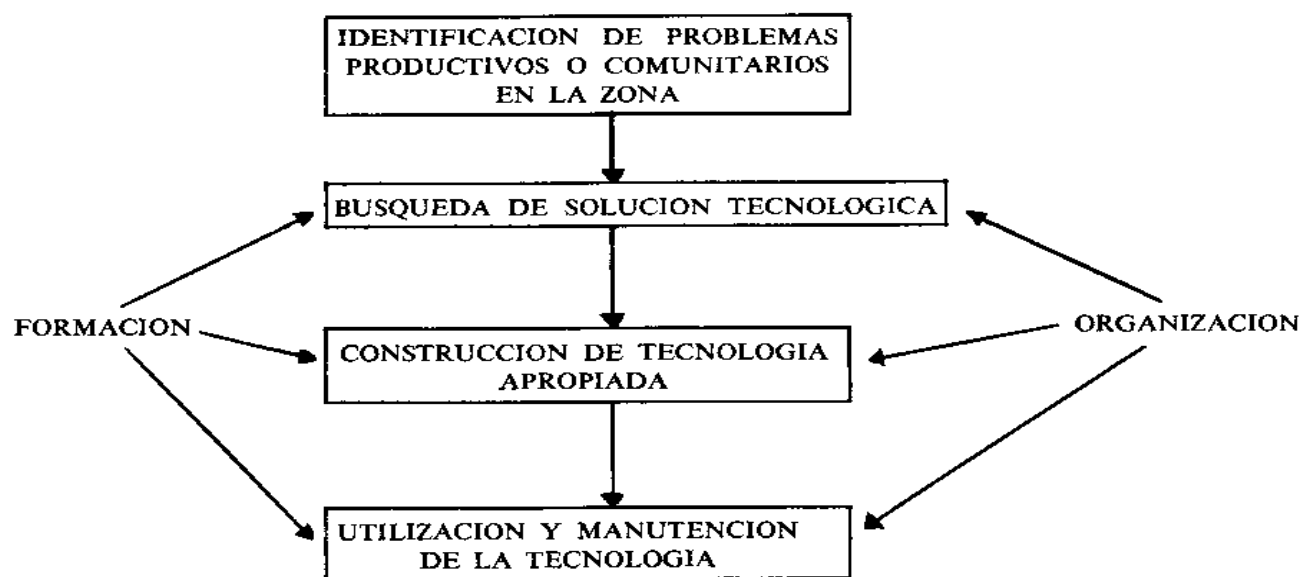 IDENTIFICACION DE PROBLEMAS
PRODUCTIVOS O COMUNITARIOS
EN LA ZONA
BUSQUEDA DE SOLUCION TECNOLOGICA
FORMACION
ORGANIZACION
CONSTRUCCION DE TECNOLOGIA
APROPIADA
UTILIZACION Y MANUTENCION
DE LA TECNOLOGIA